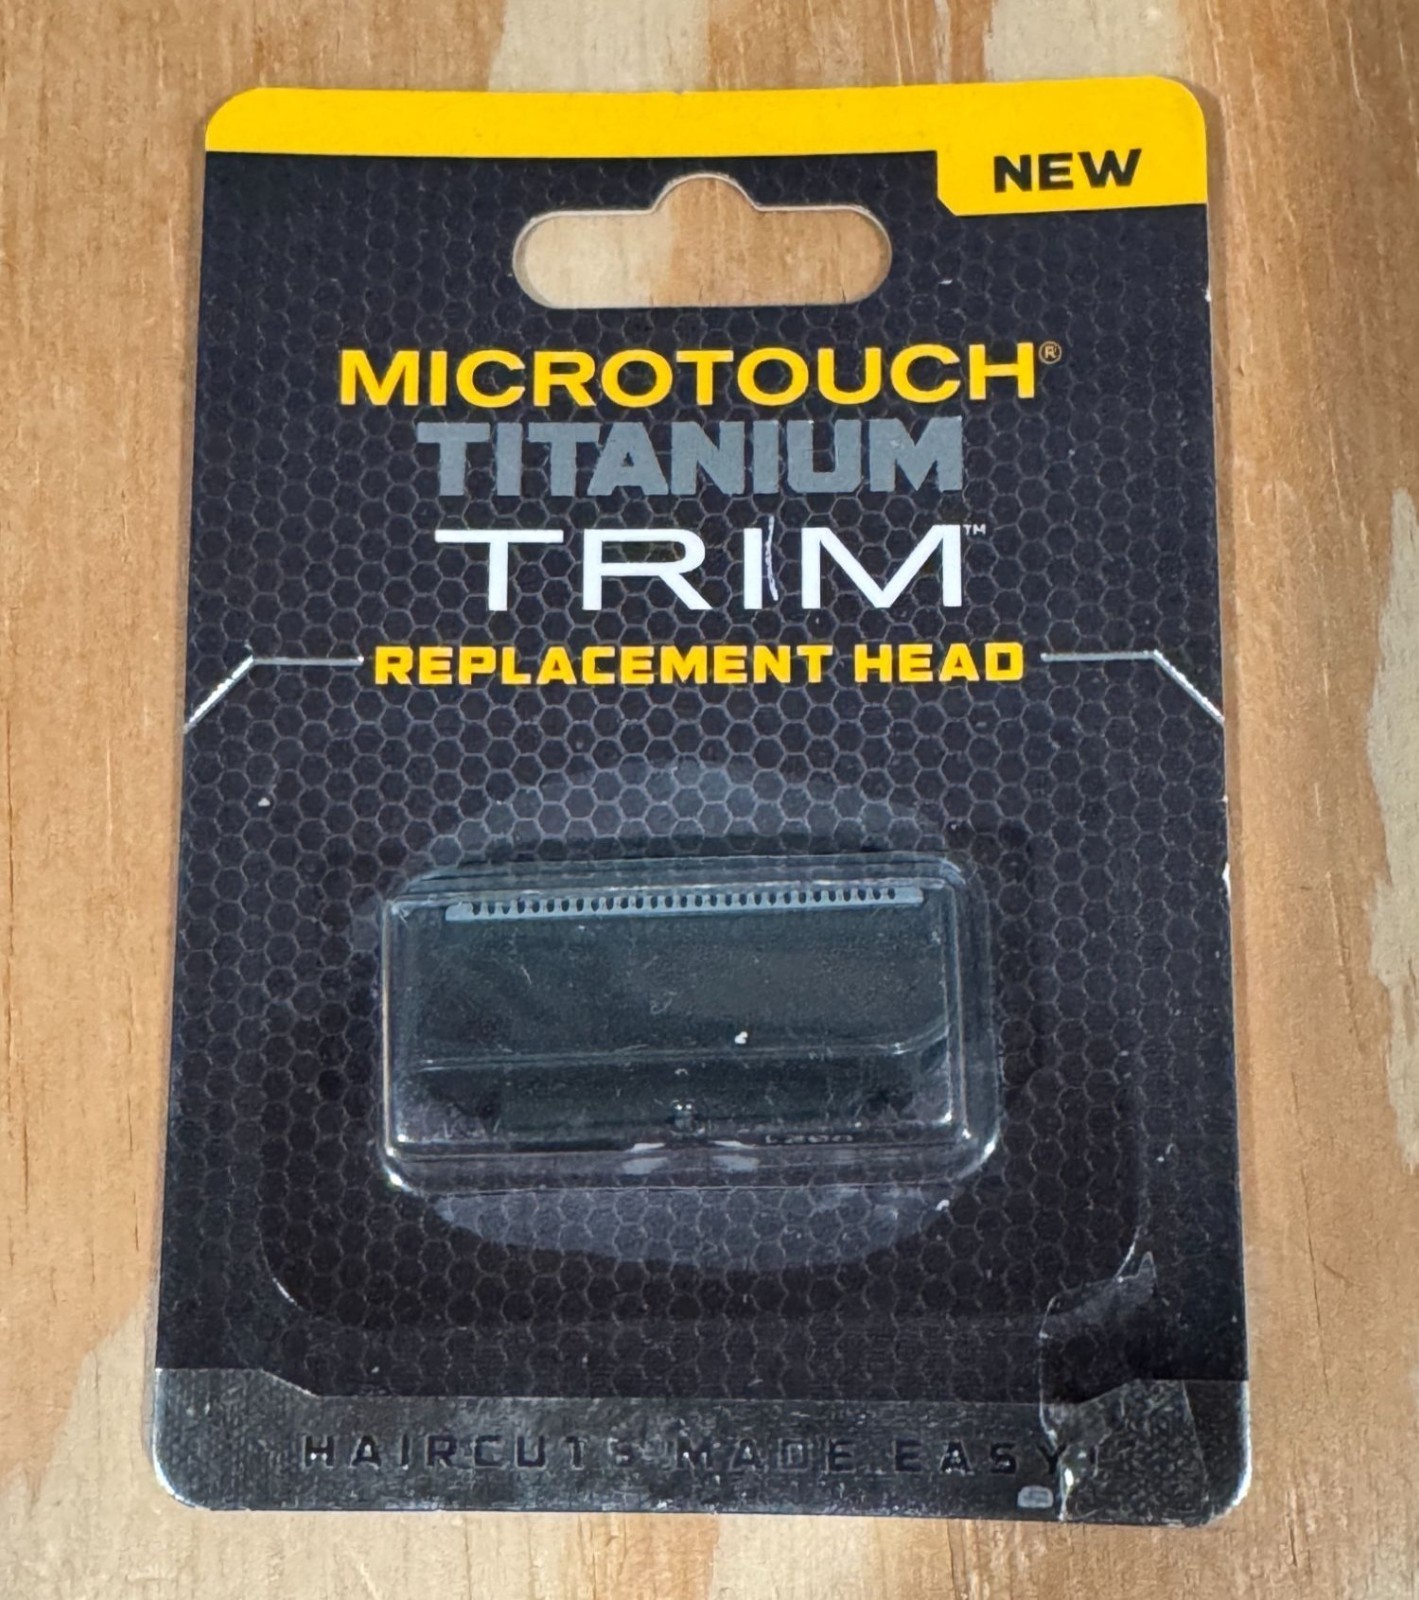 NEW
MICROTOUCH®
TITANIUM
TRIM™
REPLACEMENT HEAD
HAIRCUTS MADE EASY!